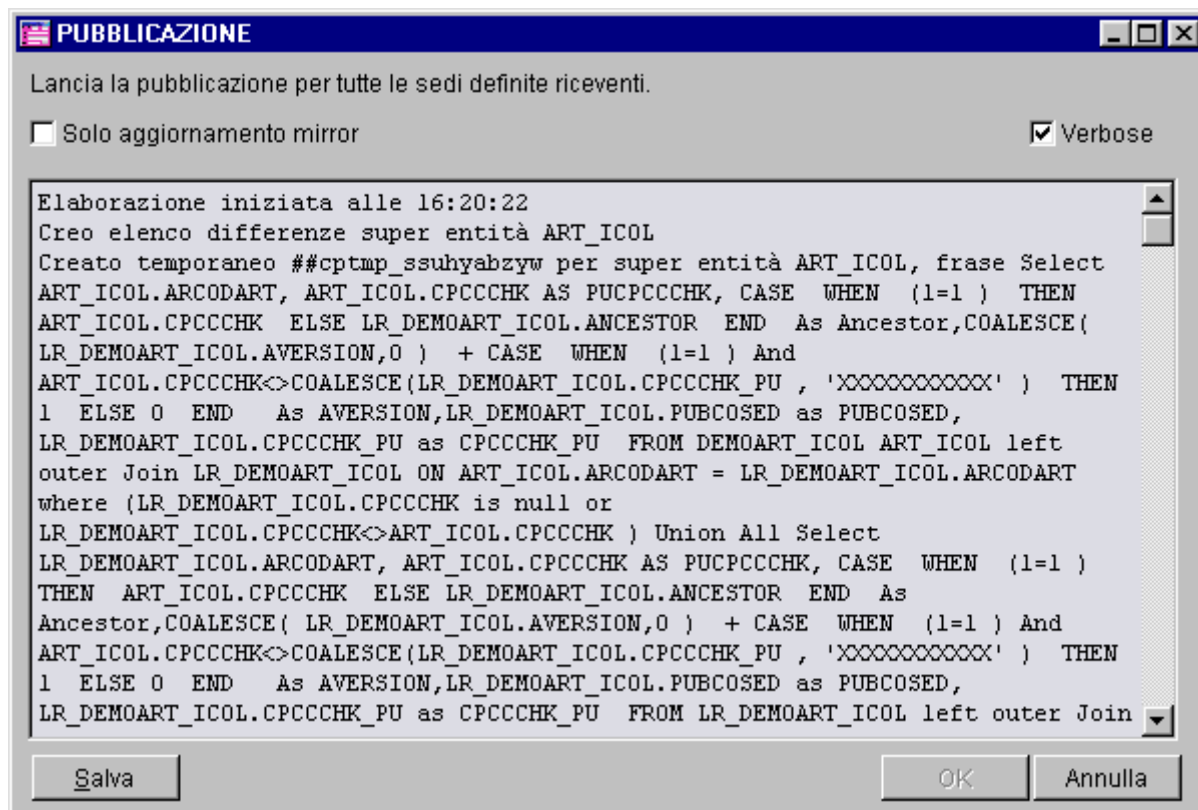 PUBBLICAZIONE
Lancia la pubblicazione per tutte le sedi definite riceventi.
Solo aggiornamento mirror
Verbose
Elaborazione iniziata alle 16:20:22
Creo elenco differenze super entità ART_ICOL
Creato temporaneo ##cptmp_ssuhyabzyw per super entità ART_ICOL, frase Select
ART_ICOL.ARCODART, ART_ICOL.CPCCCHK AS PUCPCCCHK, CASE  WHEN  (1=1 )  THEN
ART_ICOL.CPCCCHK  ELSE LR_DEMOART_ICOL.ANCESTOR  END  As Ancestor,COALESCE(
LR_DEMOART_ICOL.AVERSION,0 )  + CASE  WHEN  (1=1 ) And
ART_ICOL.CPCCCHK<>COALESCE(LR_DEMOART_ICOL.CPCCCHK_PU , 'XXXXXXXXXXX' )  THEN
1  ELSE 0  END   As AVERSION,LR_DEMOART_ICOL.PUBCOSED as PUBCOSED,
LR_DEMOART_ICOL.CPCCCHK_PU as CPCCCHK_PU  FROM DEMOART_ICOL ART_ICOL left
outer Join LR_DEMOART_ICOL ON ART_ICOL.ARCODART = LR_DEMOART_ICOL.ARCODART
where (LR_DEMOART_ICOL.CPCCCHK is null or
LR_DEMOART_ICOL.CPCCCHK<>ART_ICOL.CPCCCHK ) Union All Select
LR_DEMOART_ICOL.ARCODART, ART_ICOL.CPCCCHK AS PUCPCCCHK, CASE  WHEN  (1=1 )
THEN  ART_ICOL.CPCCCHK  ELSE LR_DEMOART_ICOL.ANCESTOR  END  As
Ancestor,COALESCE( LR_DEMOART_ICOL.AVERSION,0 )  + CASE  WHEN  (1=1 ) And
ART_ICOL.CPCCCHK<>COALESCE(LR_DEMOART_ICOL.CPCCCHK_PU , 'XXXXXXXXXXX' )  THEN
1  ELSE 0  END   As AVERSION,LR_DEMOART_ICOL.PUBCOSED as PUBCOSED,
LR_DEMOART_ICOL.CPCCCHK_PU as CPCCCHK_PU  FROM LR_DEMOART_ICOL left outer Join
Salva
OK
Annulla